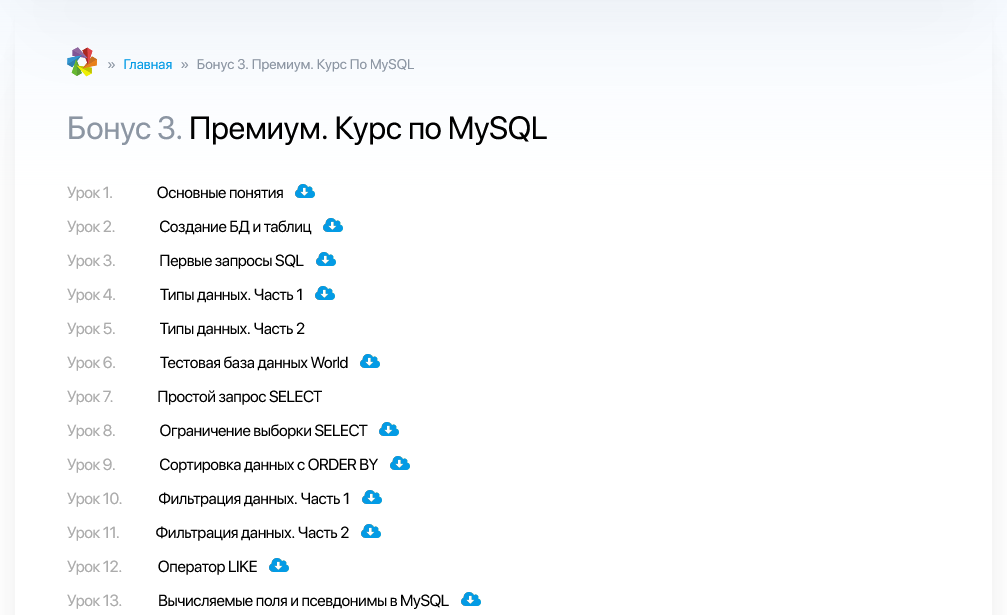 » Главная » Бонус 3. Премиум. Курс По MySQL
Бонус 3. Премиум. Курс по MySQL
Урок 1. Основные понятия
Урок 2. Создание БД и таблиц
Урок 3. Первые запросы SQL
Урок 4. Типы данных. Часть 1
Урок 5. Типы данных. Часть 2
Урок 6. Тестовая база данных World
Урок 7. Простой запрос SELECT
Урок 8. Ограничение выборки SELECT
Урок 9. Сортировка данных с ORDER BY
Урок 10. Фильтрация данных. Часть 1
Урок 11. Фильтрация данных. Часть 2
Урок 12. Оператор LIKE
Урок 13. Вычисляемые поля и псевдонимы в MySQL